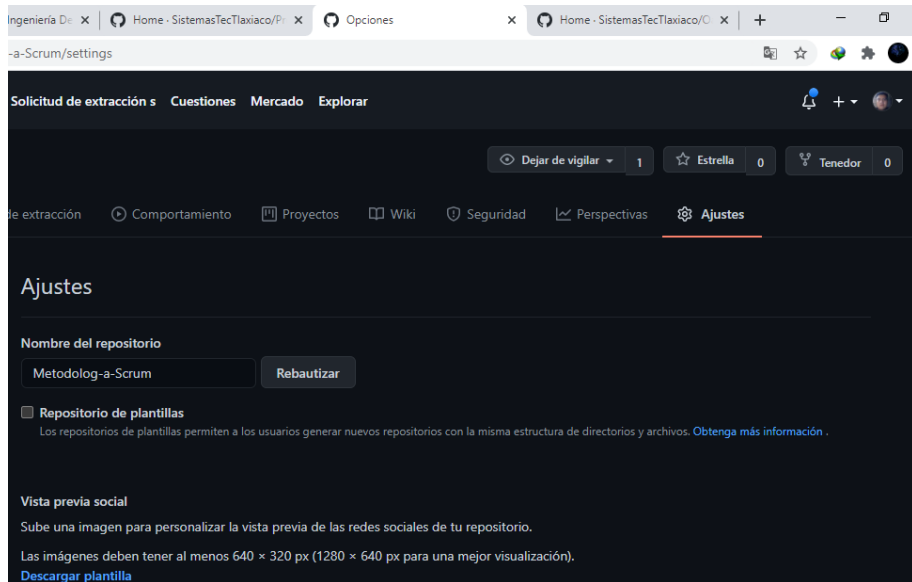 Ingeniería De
Home · SistemasTecTlaxiaco/Pr
Opciones
Home · SistemasTecTlaxiaco/O
-a-Scrum/settings
Solicitud de extracción s Cuestiones Mercado Explorar
Dejar de vigilar 1 Estrella 0 Tenedor 0
de extracción Comportamiento Proyectos Wiki Seguridad Perspectivas Ajustes
Ajustes
Nombre del repositorio
Metodolog-a-Scrum Rebautizar
Repositorio de plantillas
Los repositorios de plantillas permiten a los usuarios generar nuevos repositorios con la misma estructura de directorios y archivos. Obtenga más información .
Vista previa social
Sube una imagen para personalizar la vista previa de las redes sociales de tu repositorio.
Las imágenes deben tener al menos 640 × 320 px (1280 × 640 px para una mejor visualización).
Descargar plantilla